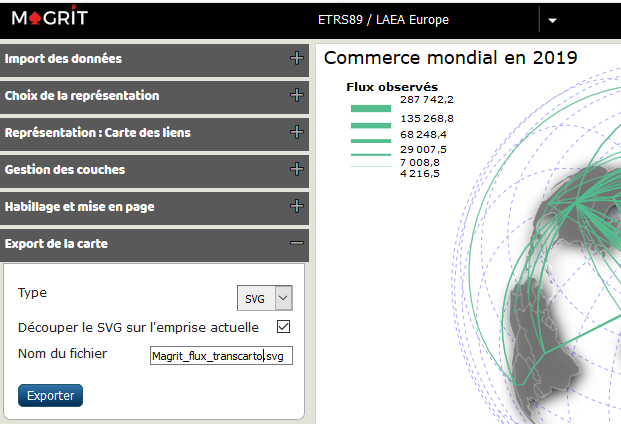 MAGRIT
ETRS89 / LAEA Europe
Import des données
Choix de la représentation
Représentation : Carte des liens
Gestion des couches
Habillage et mise en page
Export de la carte
Type
SVG
Découper le SVG sur l'emprise actuelle
Nom du fichier
Magrit_flux_transcarto.svg
Exporter
Commerce mondial en 2019
Flux observés
287 742,2
135 268,8
68 248,4
29 007,5
7 008,8
4 216,5